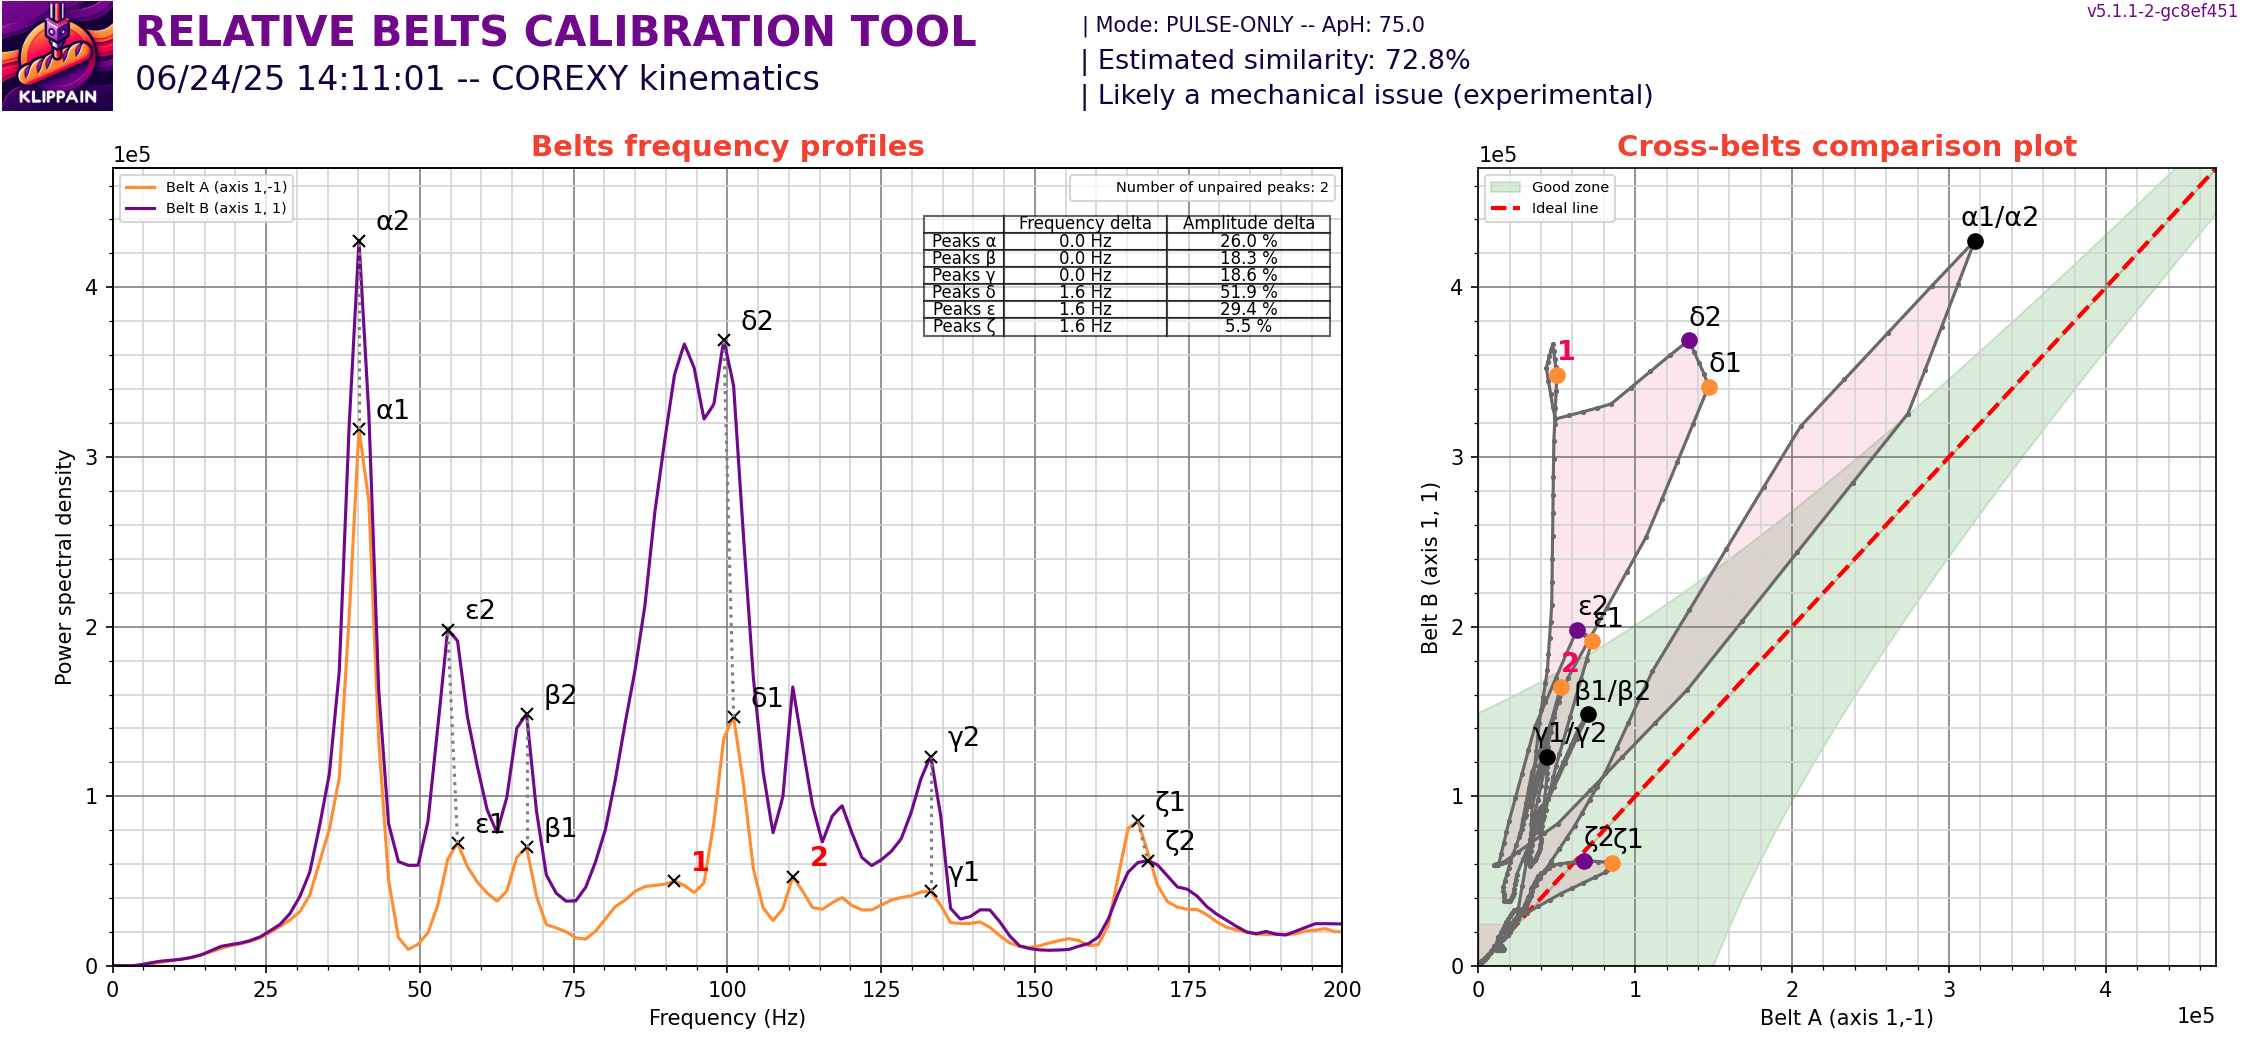 KLIPPAIN
RELATIVE BELTS CALIBRATION TOOL
06/24/25 14:11:01 -- COREXY kinematics
| Mode: PULSE-ONLY -- ApH: 75.0
| Estimated similarity: 72.8%
| Likely a mechanical issue (experimental)
v5.1.1-2-gc8ef451
Belts frequency profiles
1e5
Belt A (axis 1,-1)
Belt B (axis 1, 1)
Number of unpaired peaks: 2
Frequency delta Amplitude delta
Peaks α 0.0 Hz 26.0 %
Peaks β 0.0 Hz 18.3 %
Peaks γ 0.0 Hz 18.6 %
Peaks δ 1.6 Hz 51.9 %
Peaks ε 1.6 Hz 29.4 %
Peaks ζ 1.6 Hz 5.5 %
α2
δ2
α1
ε2
β2
δ1
γ2
ε1
β1
ζ1
ζ2
1
2
γ1
4
3
2
1
0
Power spectral density
0 25 50 75 100 125 150 175 200
Frequency (Hz)
Cross-belts comparison plot
1e5
Good zone
Ideal line
α1/α2
δ2
1
δ1
ε2
ε1
2
β1/β2
γ1/γ2
ζ2
ζ1
4
3
2
1
0
Belt B (axis 1, 1)
0 1 2 3 4
Belt A (axis 1,-1)
1e5